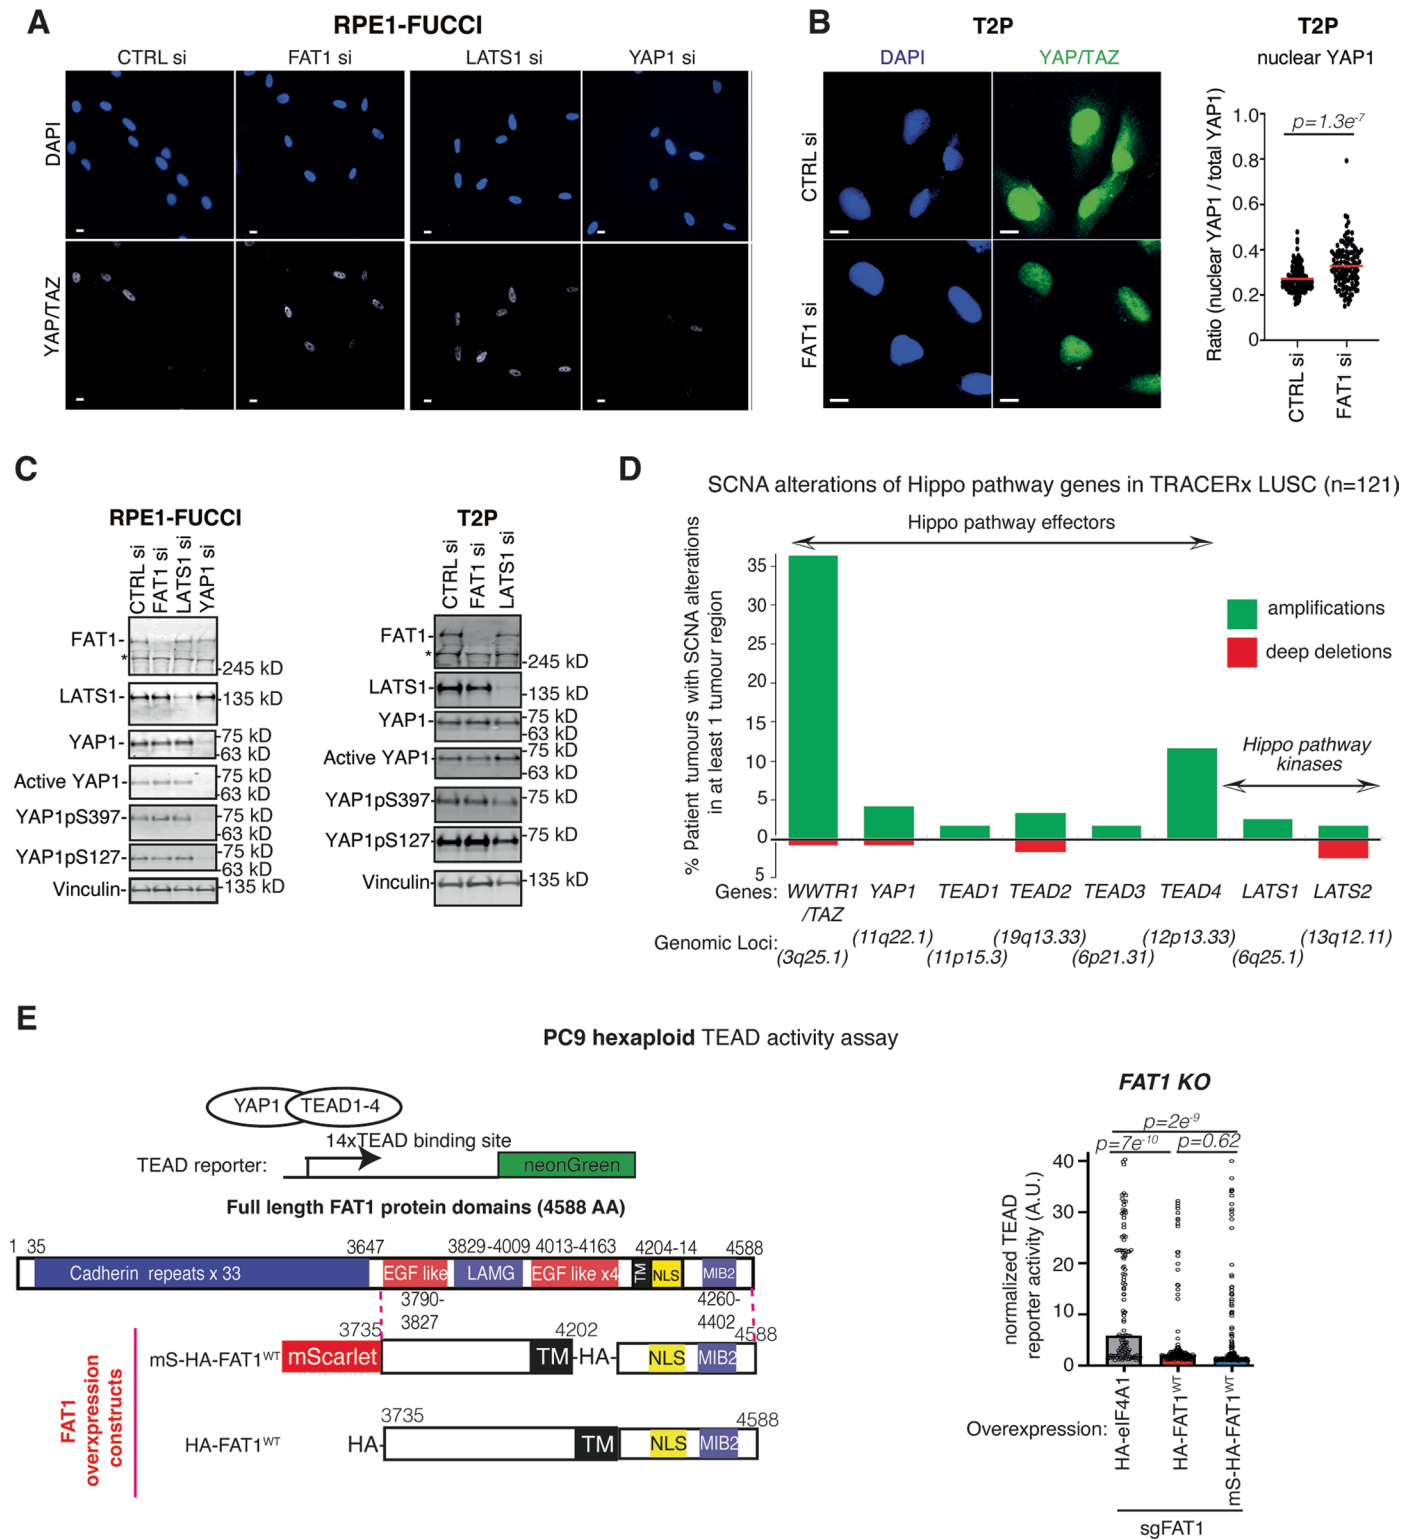 A
RPE1-FUCCI
CTRL si
FAT1 si
LATS1 si
YAP1 si
DAPI
YAP/TAZ
B
T2P
DAPI
YAP/TAZ
CTRL si
FAT1 si
T2P
nuclear YAP1
Ratio (nuclear YAP1 / total YAP1)
p=1.3e-7
1.0
0.8
0.6
0.4
0.2
0
CTRL si
FAT1 si
C
RPE1-FUCCI
CTRL si
FAT1 si
LATS1 si
YAP1 si
FAT1-
*
-245 kD
LATS1-
-135 kD
YAP1-
-75 kD
63 kD
Active YAP1-
-75 kD
63 kD
YAP1pS397-
-75 kD
63 kD
YAP1pS127-
-75 kD
63 kD
Vinculin-
-135 kD
T2P
CTRL si
FAT1 si
LATS1 si
FAT1-
*
-245 kD
LATS1-
-135 kD
YAP1-
-75 kD
63 kD
Active YAP1-
-75 kD
-63 kD
YAP1pS397-
-75 kD
YAP1pS127-
-75 kD
Vinculin-
-135 kD
D
SCNA alterations of Hippo pathway genes in TRACERx LUSC (n=121)
Hippo pathway effectors
% Patient tumours with SCNA alterations
in at least 1 tumour region
35
30
25
20
15
10
5
0
5
amplifications
deep deletions
Hippo pathway
kinases
Genes: WWTR1 YAP1 TEAD1 TEAD2 TEAD3 TEAD4 LATS1 LATS2
/TAZ
Genomic Loci:
(3q25.1)
(11q22.1)
(11p15.3)
(19q13.33)
(6p21.31)
(12p13.33)
(6q25.1)
(13q12.11)
E
PC9 hexaploid TEAD activity assay
YAP1
TEAD1-4
14xTEAD binding site
TEAD reporter:
neonGreen
Full length FAT1 protein domains (4588 AA)
1 35 3647 3829-4009 4013-4163 4204-14 4588
Cadherin repeats x 33
EGF like
LAMG
EGF like x4
TM
NLS
MIB2
3790-
3827
4260-
4402
FAT1
overxpression
constructs
3735 4202 4588
mS-HA-FAT1WT
mScarlet
TM
-HA-
NLS
MIB2
3735 4588
HA-FAT1WT
HA-
TM
NLS
MIB2
FAT1 KO
p=2e-9
p=7e-10
p=0.62
normalized TEAD
reporter activity (A.U.)
40
30
20
10
0
Overexpression:
HA-eIF4A1
HA-FAT1WT
mS-HA-FAT1WT
sgFAT1